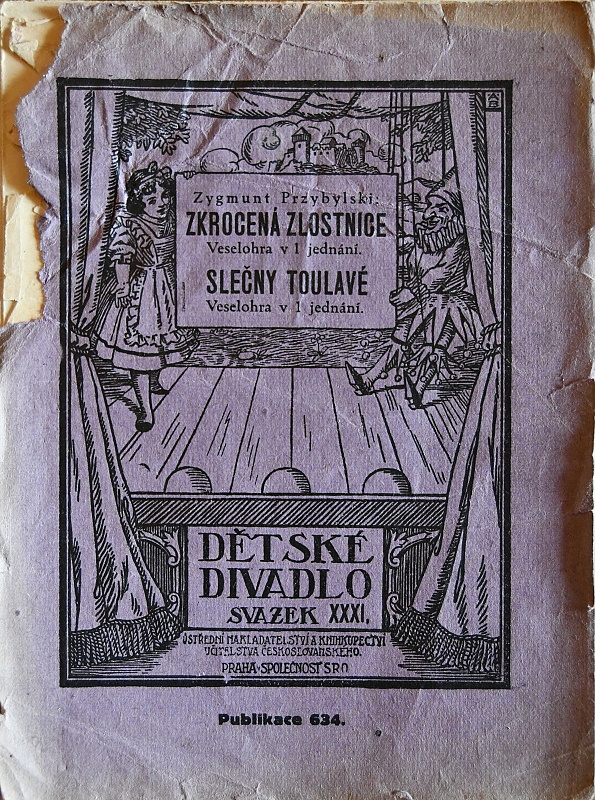 Zygmunt Przybylski:
ZKROCENÁ ZLOSTNICE
Veselohra v 1 jednání.
SLEČNY TOULAVÉ
Veselohra v 1 jednání.
DĚTSKÉ
DIVADLO
SVAZEK XXXI.
ÚSTŘEDNÍ NAKLADATELSTVÍ A KNIHKUPECTVÍ
UČITELSTVA ČESKOSLOVANSKÉHO.
PRAHA SPOLEČNOST S R.O.
Publikace 634.